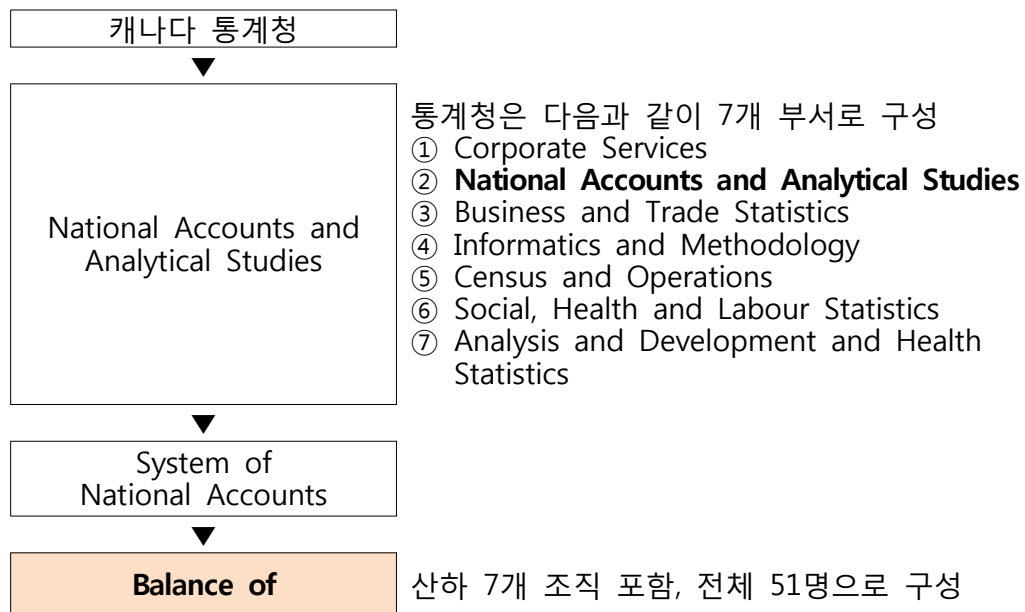 캐나다 통계청
▼
통계청은 다음과 같이 7개 부서로 구성
① Corporate Services
② National Accounts and Analytical Studies
③ Business and Trade Statistics
④ Informatics and Methodology
⑤ Census and Operations
⑥ Social, Health and Labour Statistics
⑦ Analysis and Development and Health
Statistics
National Accounts and
Analytical Studies
▼
System of
National Accounts
▼
Balance of
산하 7개 조직 포함, 전체 51명으로 구성